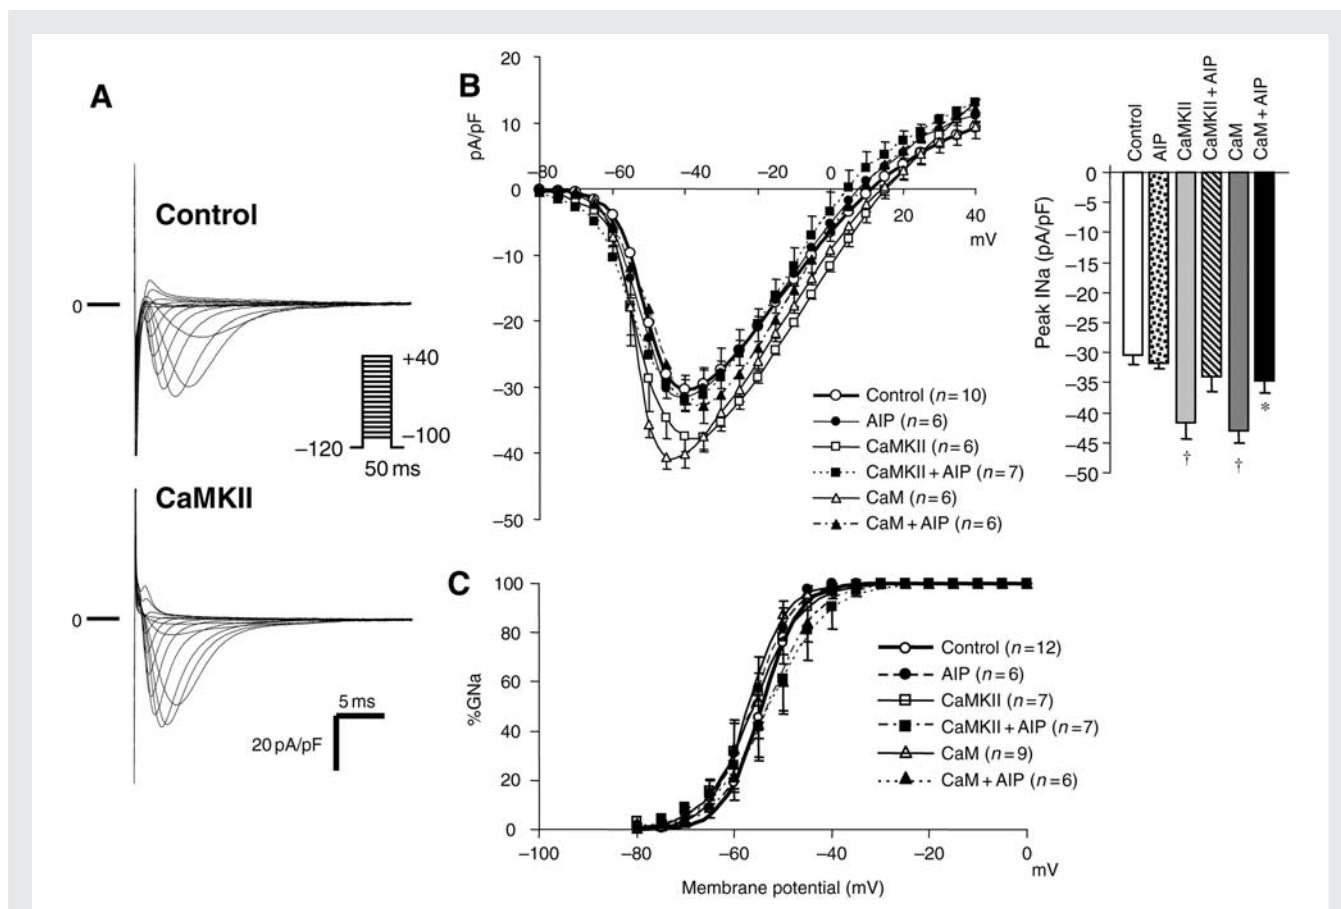 A
Control
0
+40
−100
−120
50 ms
CaMKII
0
5 ms
20 pA/pF
B
pA/pF
20
10
0
−10
−20
−30
−40
−50
−80
−60
−40
−20
0
20
40
mV
Control (n=10)
AIP (n=6)
CaMKII (n=6)
CaMKII+AIP (n=7)
CaM (n=6)
CaM+AIP (n=6)
Control
AIP
CaMKII
CaMKII+AIP
CaM
CaM+AIP
Peak INa (pA/pF)
0
−5
−10
−15
−20
−25
−30
−35
−40
−45
−50
†
†
*
C
%GNa
100
80
60
40
20
0
−100
−80
−60
−40
−20
0
mV
Membrane potential (mV)
Control (n=12)
AIP (n=6)
CaMKII (n=7)
CaMKII+AIP (n=7)
CaM (n=9)
CaM+AIP (n=6)